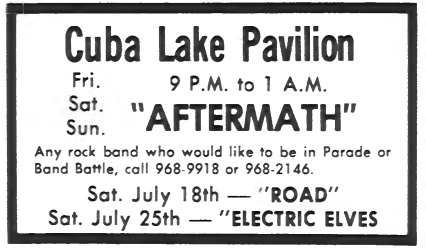 Cuba Lake Pavilion
Fri. 9 P.M. to 1 A.M.
Sat.
Sun. "AFTERMATH"
Any rock band who would like to be in Parade or
Band Battle, call 968-9918 or 968-2146.
Sat. July 18th — "ROAD"
Sat. July 25th — "ELECTRIC ELVES